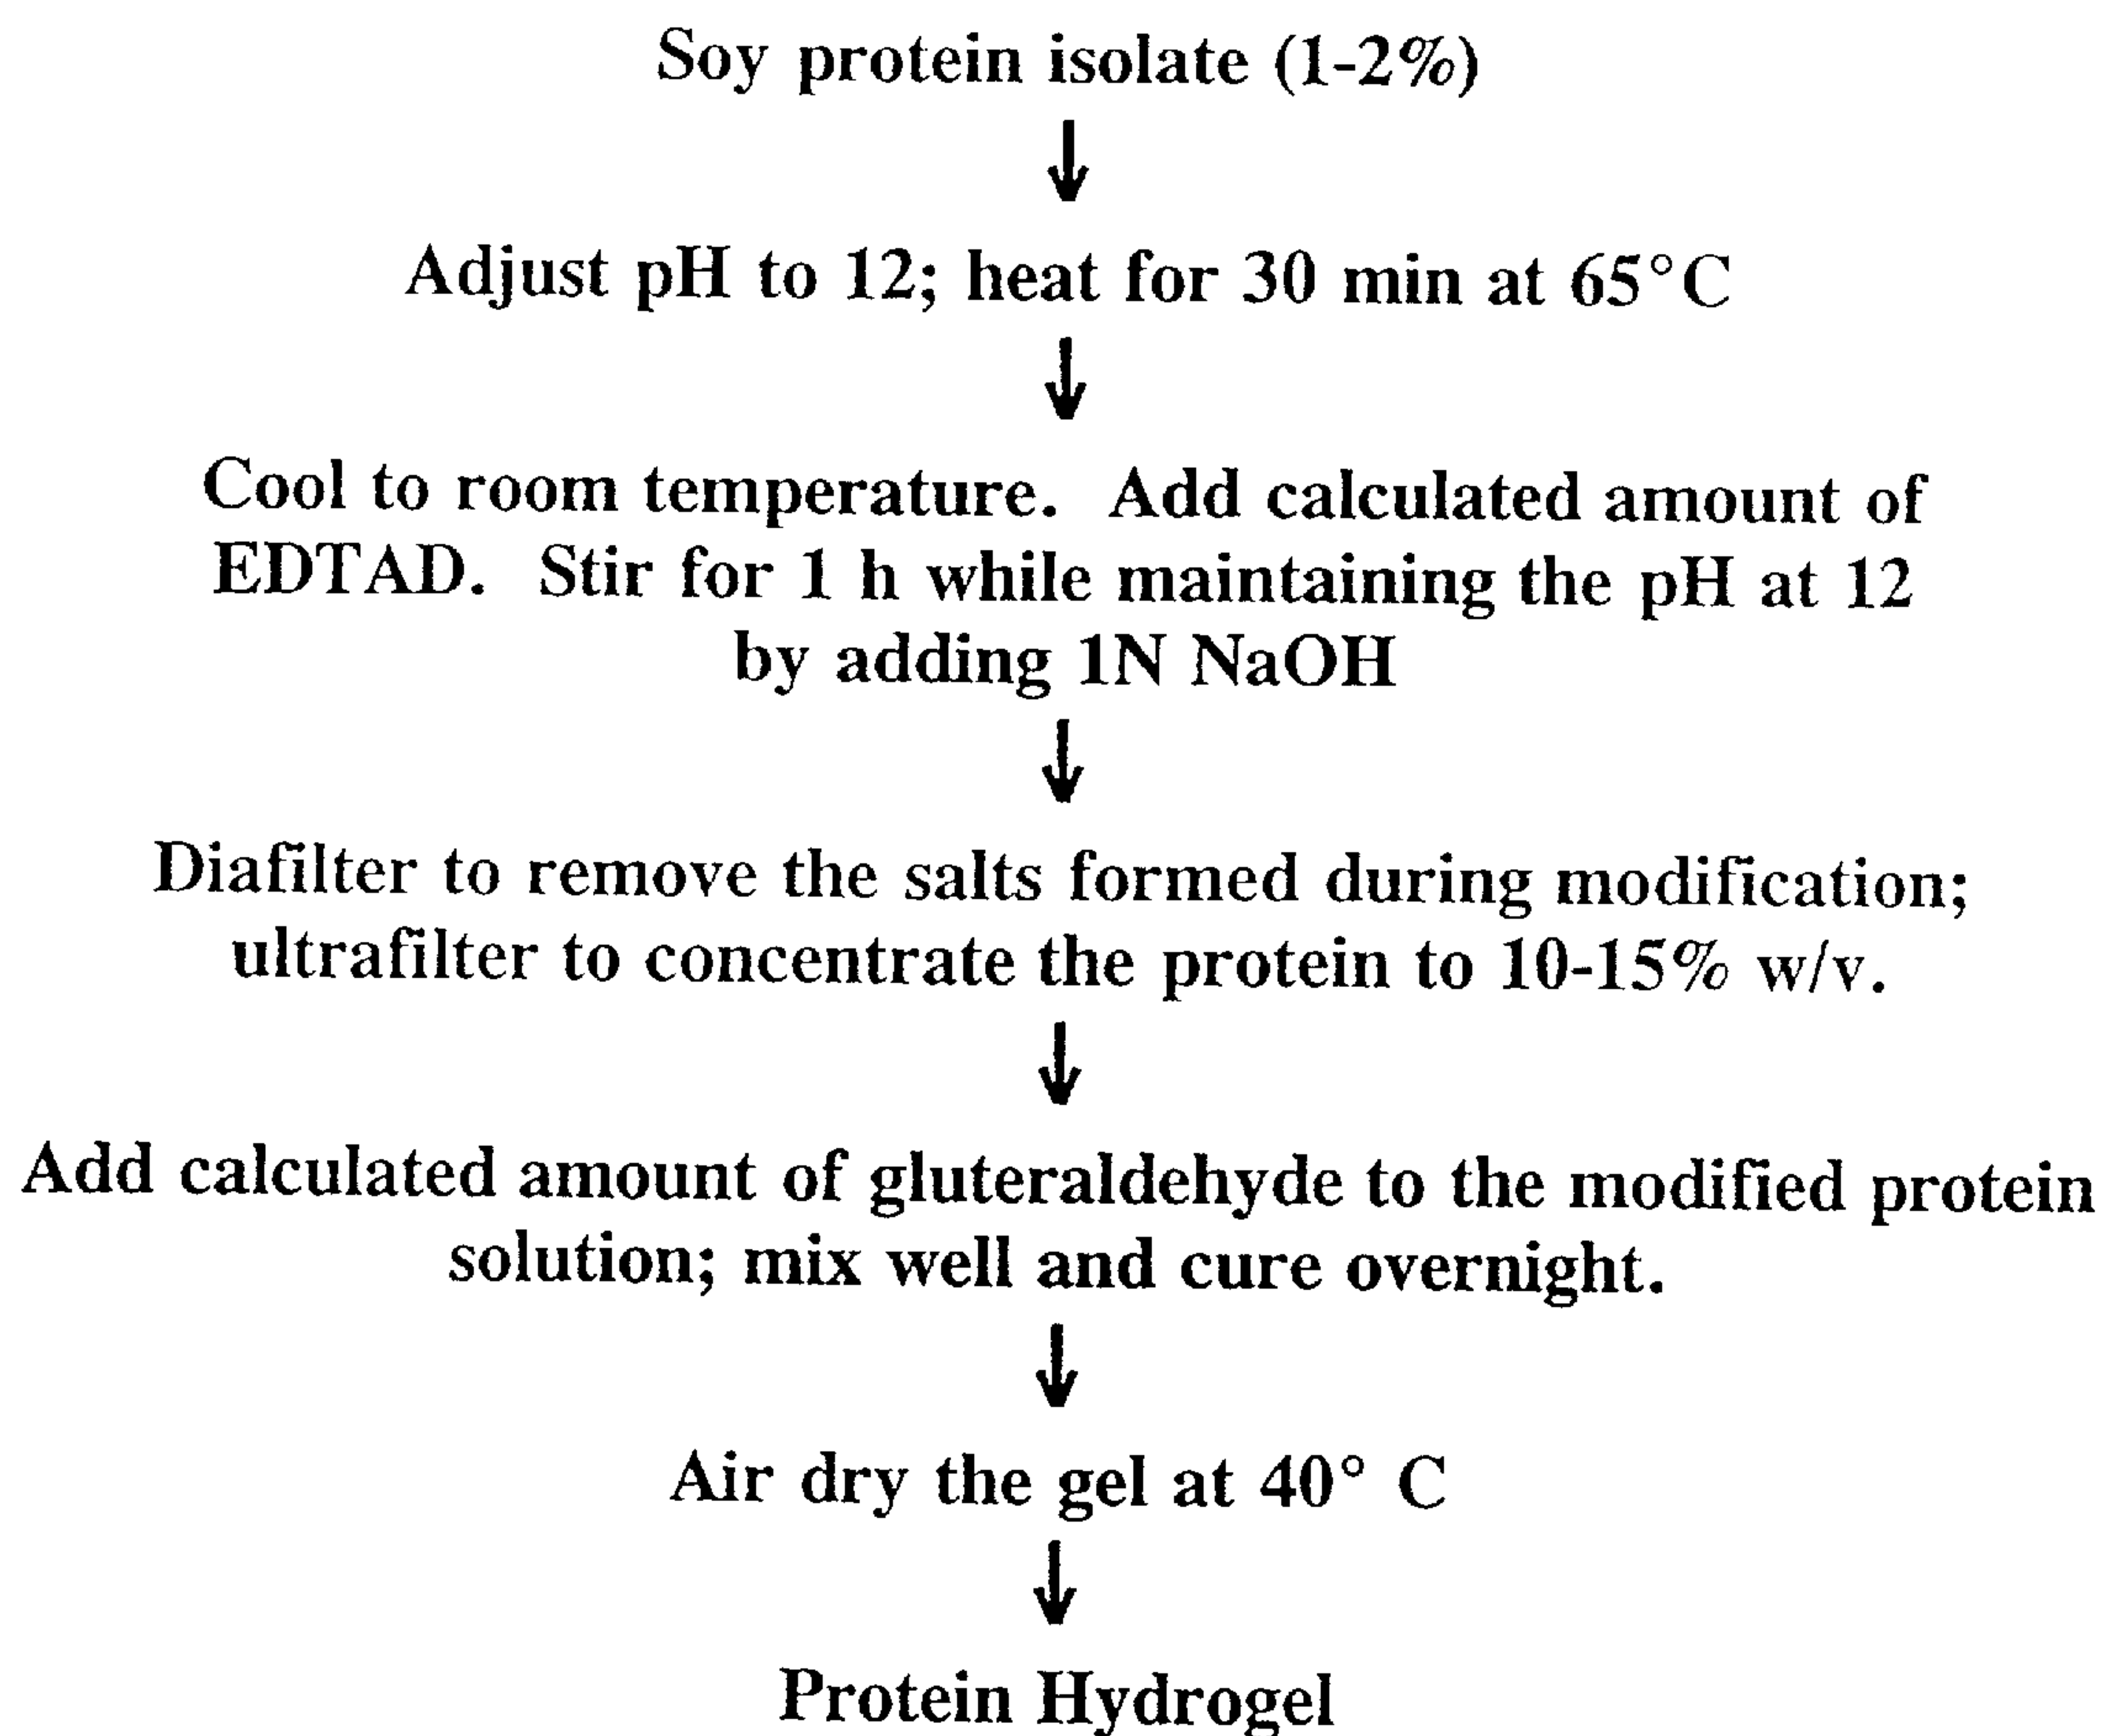 Soy protein isolate (1-2%)
Adjust pH to 12; heat for 30 min at 65°C
Cool to room temperature. Add calculated amount of
EDTAD. Stir for 1 h while maintaining the pH at 12
by adding 1N NaOH
Diafilter to remove the salts formed during modification;
ultrafilter to concentrate the protein to 10-15% w/v.
Add calculated amount of gluteraldehyde to the modified protein
solution; mix well and cure overnight.
Air dry the gel at 40° C
Protein Hydrogel